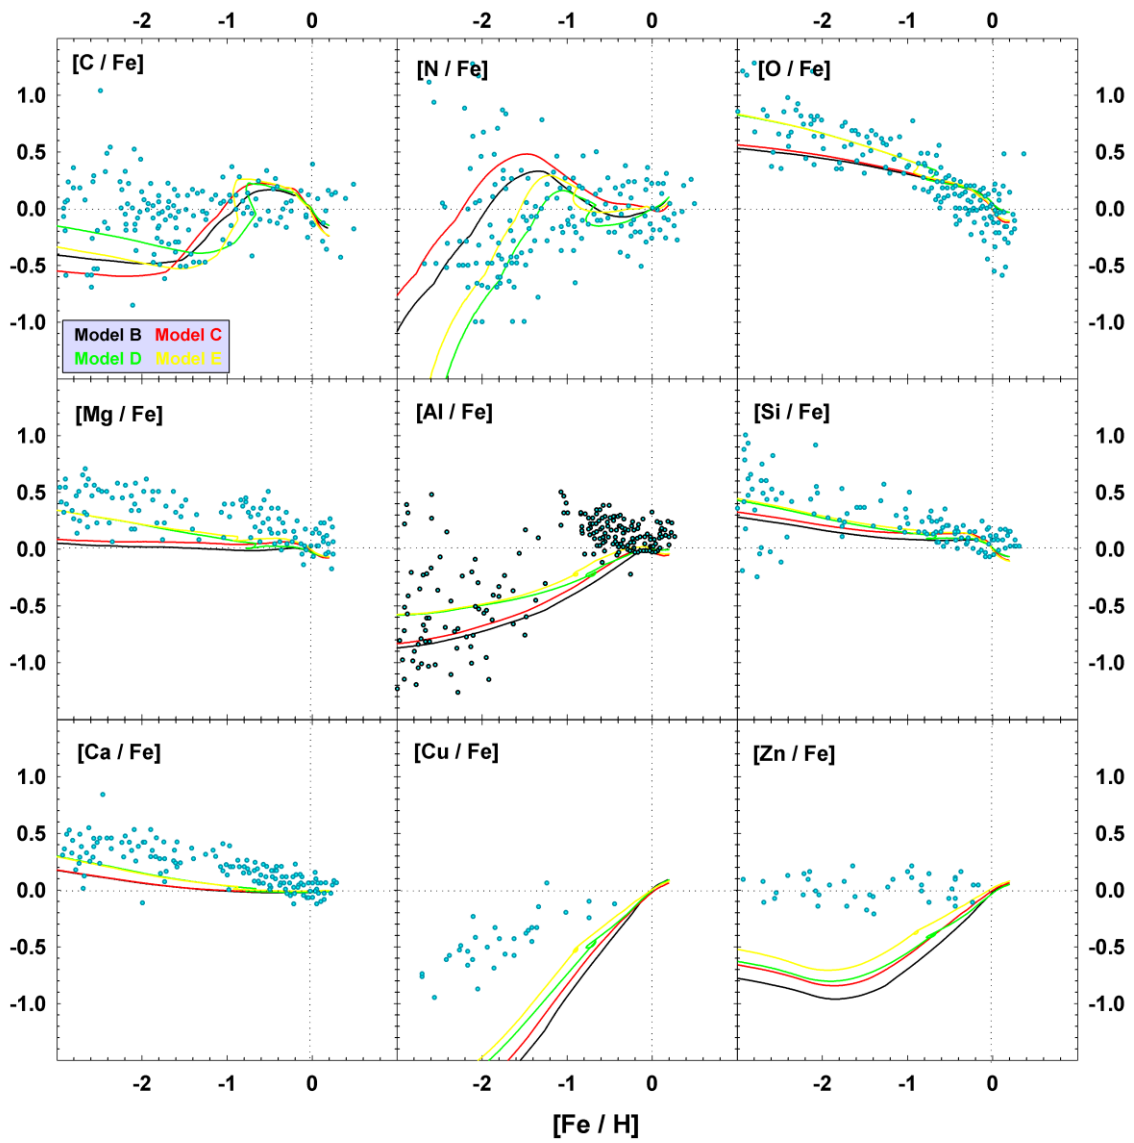 -2 -1 0 -2 -1 0 -2 -1 0
[C / Fe] [N / Fe] [O / Fe]
1.0 1.0
0.5 0.5
0.0 0.0
-0.5 -0.5
-1.0 -1.0
Model B Model C
Model D Model E
[Mg / Fe] [Al / Fe] [Si / Fe]
1.0 1.0
0.5 0.5
0.0 0.0
-0.5 -0.5
-1.0 -1.0
[Ca / Fe] [Cu / Fe] [Zn / Fe]
1.0 1.0
0.5 0.5
0.0 0.0
-0.5 -0.5
-1.0 -1.0
-2 -1 0 -2 -1 0 -2 -1 0
[Fe / H]